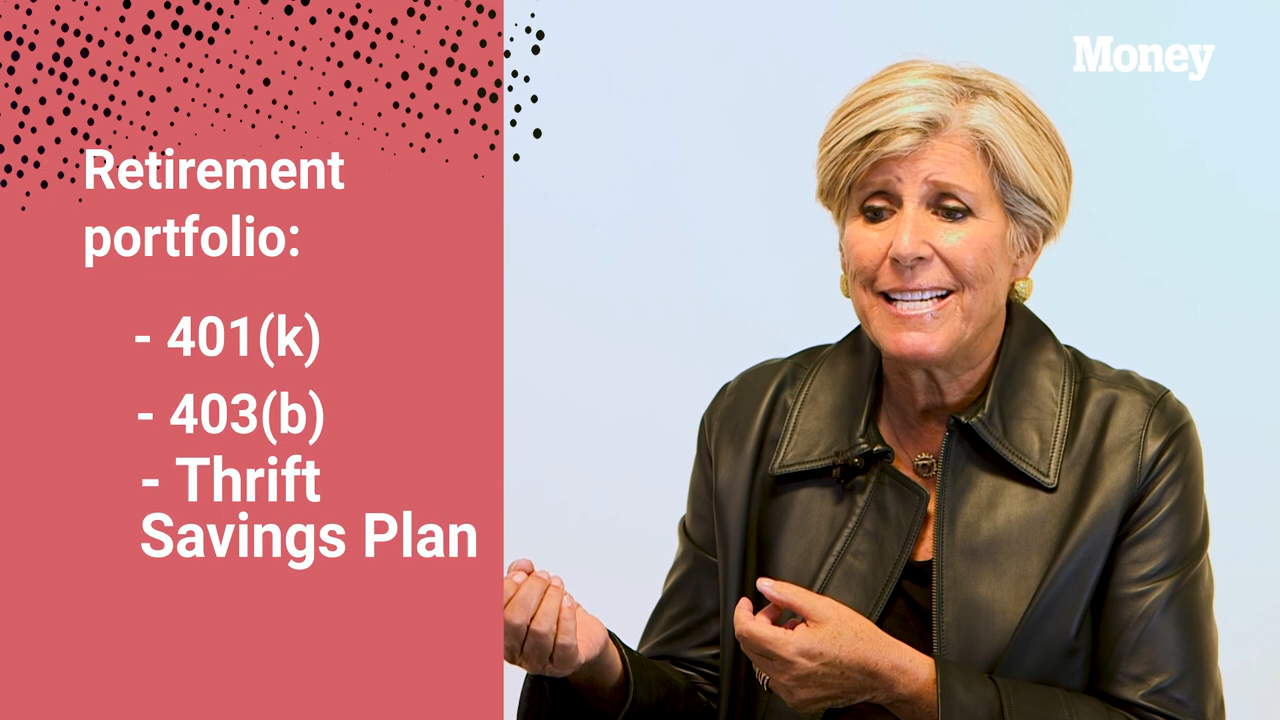 Money
Retirement
portfolio:
- 401(k)
- 403(b)
- Thrift
Savings Plan